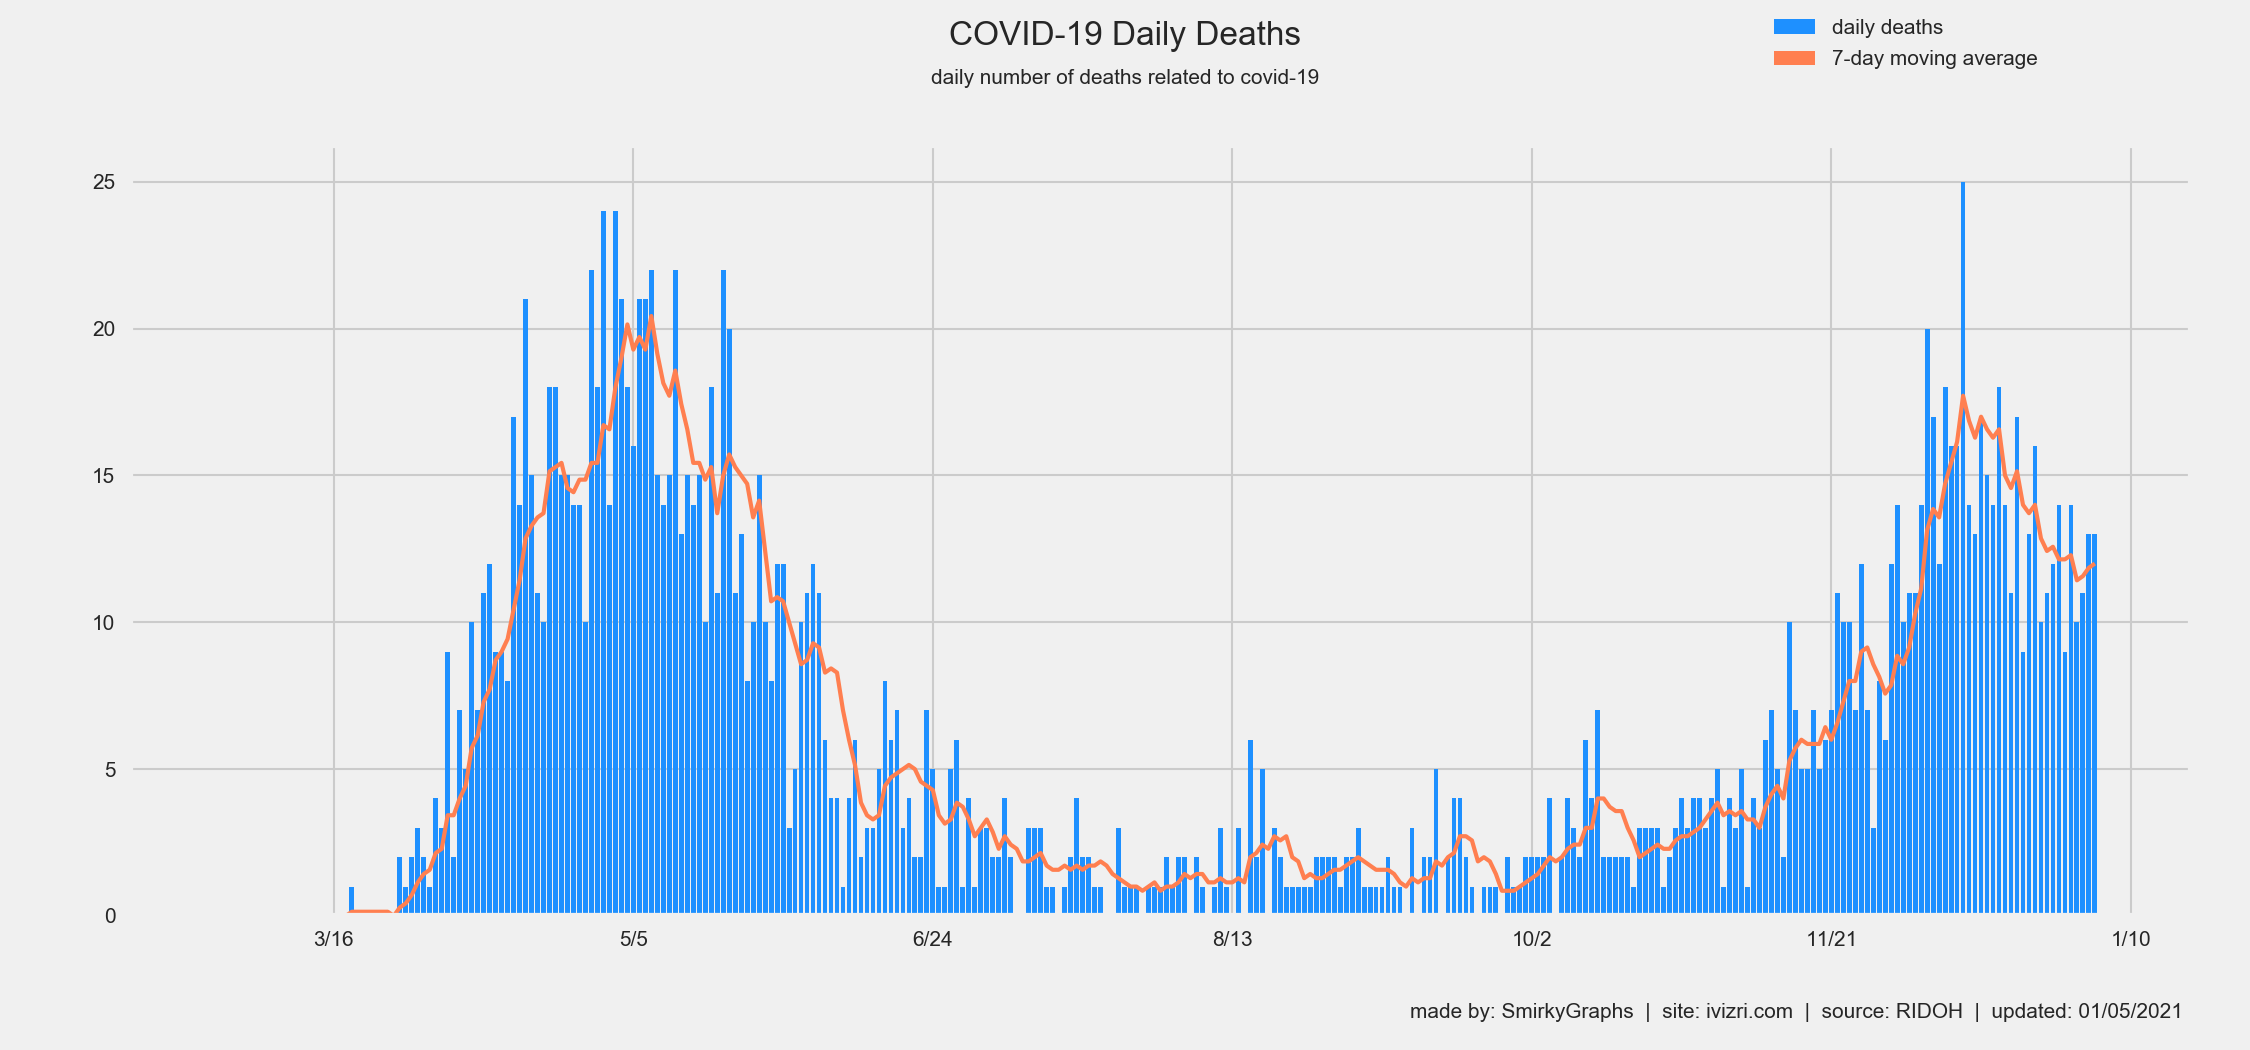 COVID-19 Daily Deaths
daily number of deaths related to covid-19
daily deaths
7-day moving average
25
20
15
10
5
0
3/16 5/5 6/24 8/13 10/2 11/21 1/10
made by: SmirkyGraphs | site: ivizri.com | source: RIDOH | updated: 01/05/2021